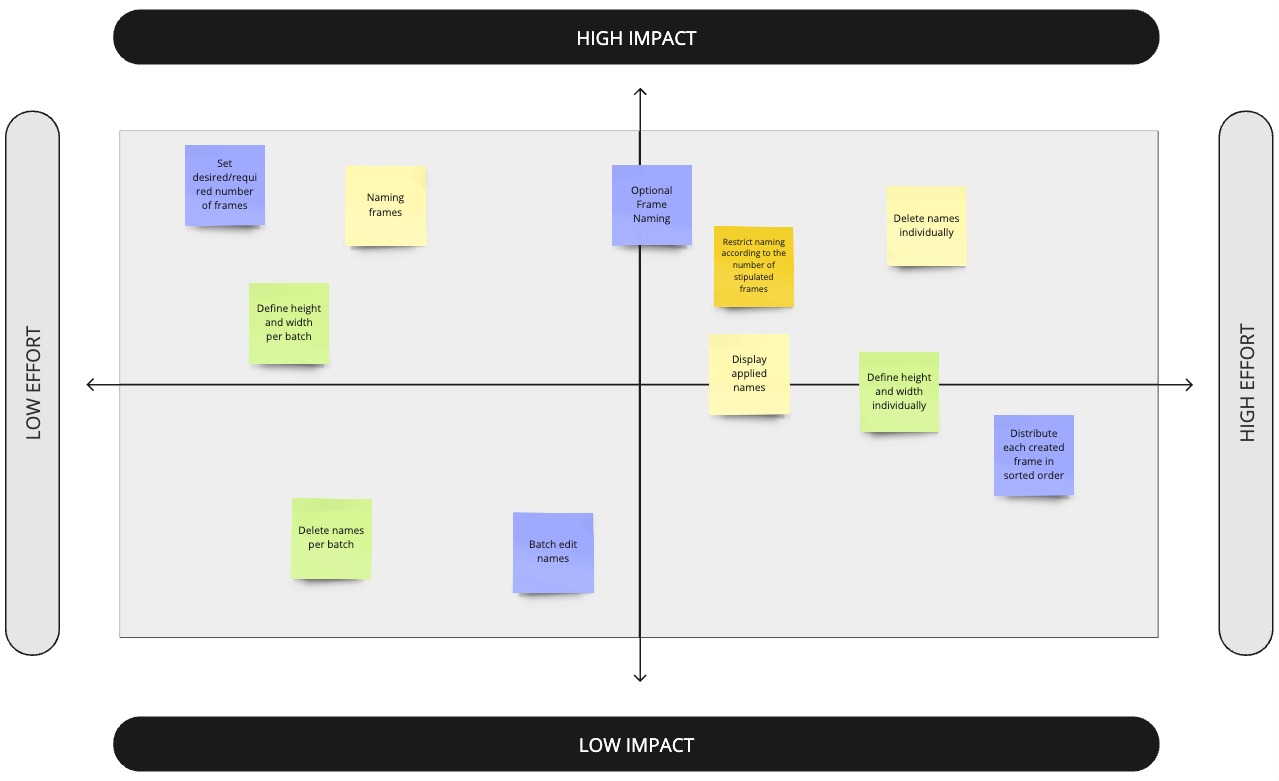 HIGH IMPACT
LOW EFFORT
HIGH EFFORT
Set
desired/requi
red number
of frames
Naming
frames
Optional
Frame
Naming
Delete names
individually
Restrict naming
according to the
number of
stipulated
frames
Define height
and width
per batch
Display
applied
names
Define height
and width
individually
Distribute
each created
frame in
sorted order
Delete names
per batch
Batch edit
names
LOW IMPACT